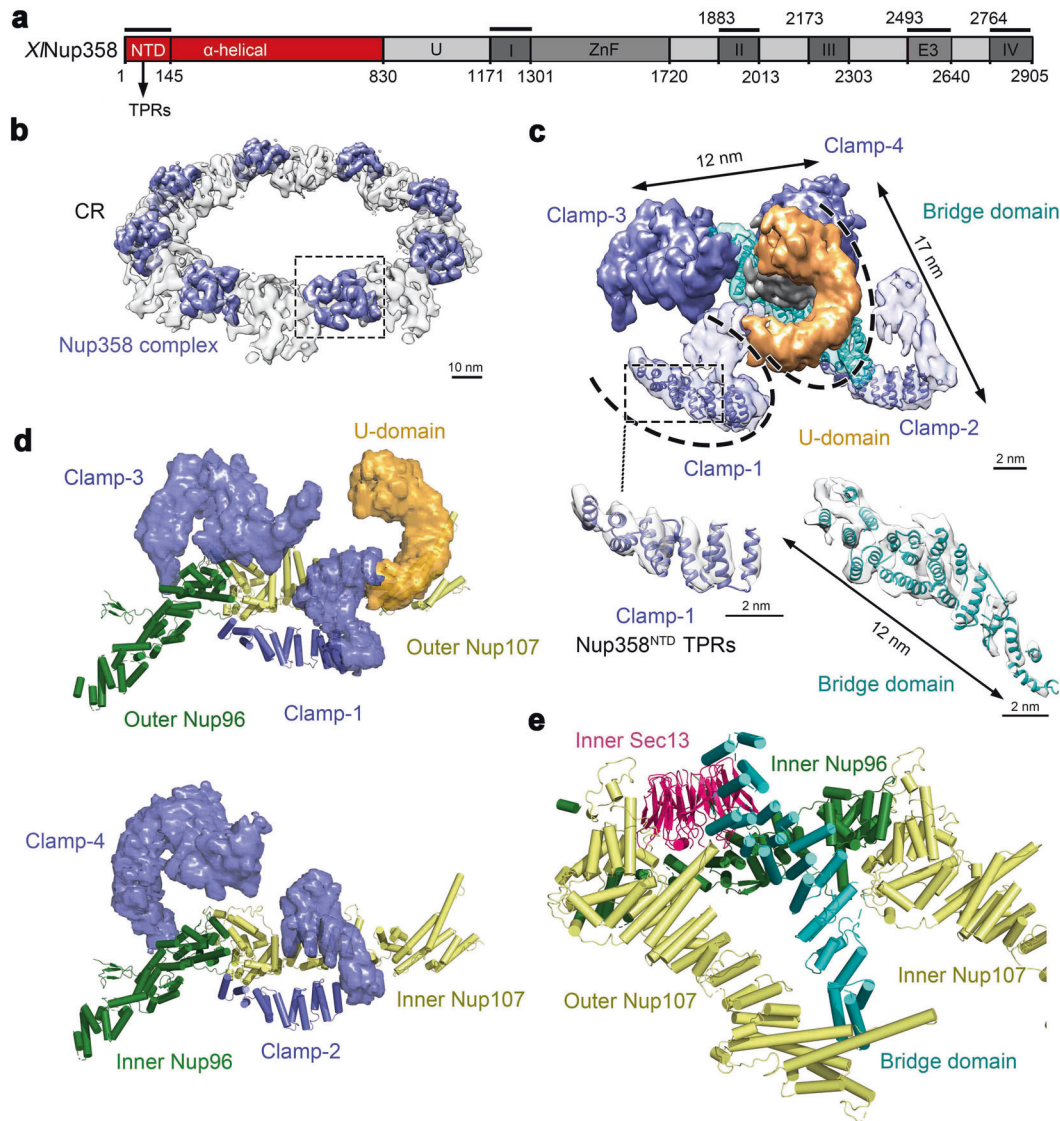 a
1883 2173 2493 2764
XlNup358 NTD α-helical U I ZnF II III E3 IV
1 145 830 1171 1301 1720 2013 2303 2640 2905
TPRs
b
CR
Nup358 complex
10 nm
c
12 nm
Clamp-4
Clamp-3
Bridge domain
17 nm
U-domain
Clamp-2
Clamp-1
2 nm
Clamp-1
2 nm
Nup358NTD TPRs
12 nm
Bridge domain
2 nm
d
U-domain
Clamp-3
Outer Nup107
Outer Nup96
Clamp-1
Clamp-4
Inner Nup107
Inner Nup96
Clamp-2
e
Inner Sec13
Inner Nup96
Outer Nup107
Inner Nup107
Bridge domain